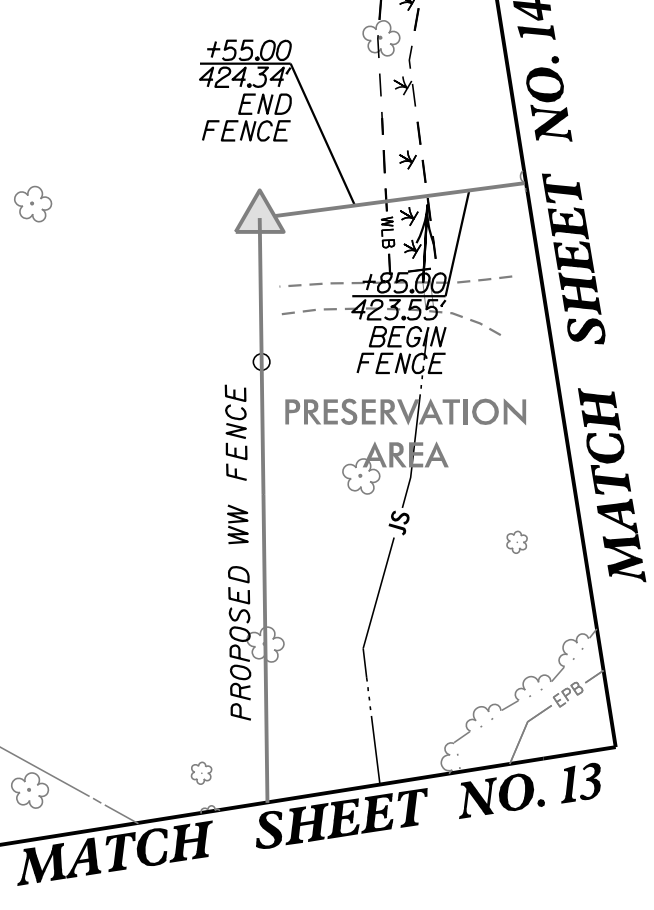 +55.00
424.34'
END
FENCE
MATCH SHEET NO. 14
WLB
+85.00
423.55'
BEGIN
FENCE
PROPOSED WW FENCE
PRESERVATION
AREA
JS
EPB
MATCH SHEET NO. 13